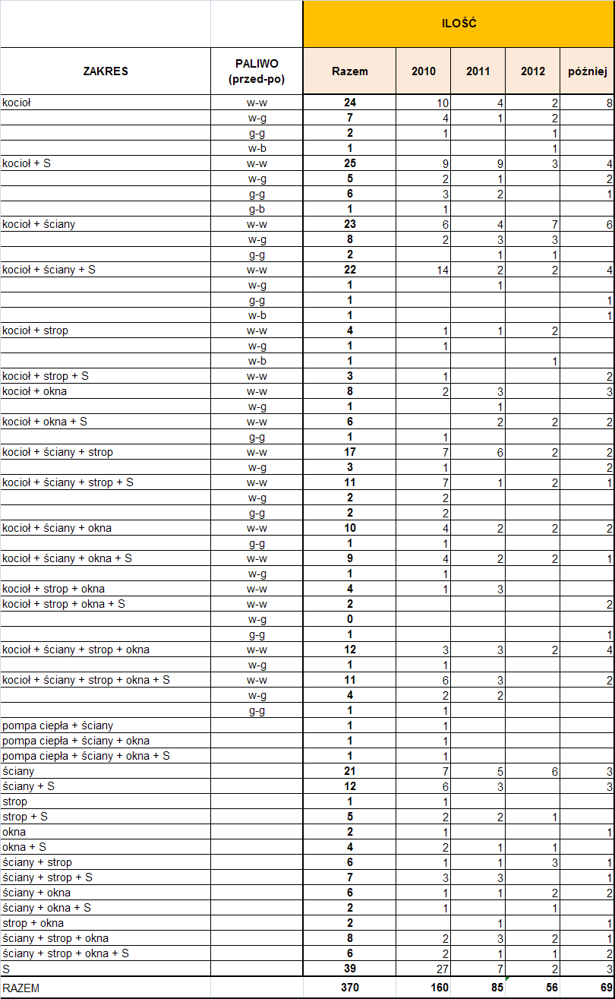 ILOŚĆ
ZAKRES PALIWO (przed-po) Razem 2010 2011 2012 później
kocioł w-w 24 10 4 2 8
w-g 7 4 1 2
g-g 2 1 1
w-b 1 1
kocioł + S w-w 25 9 9 3 4
w-g 5 2 1 2
g-g 6 3 2 1
g-b 1 1
kocioł + ściany w-w 23 6 4 7 6
w-g 8 2 3 3
g-g 2 1 1
kocioł + ściany + S w-w 22 14 2 2 4
w-g 1 1
g-g 1 1
w-b 1 1
kocioł + strop w-w 4 1 1 2
w-g 1 1
w-b 1 1
kocioł + strop + S w-w 3 1 2
kocioł + okna w-w 8 2 3 3
w-g 1 1
kocioł + okna + S w-w 6 2 2 2
g-g 1 1
kocioł + ściany + strop w-w 17 7 6 2 2
w-g 3 1 2
kocioł + ściany + strop + S w-w 11 7 1 2 1
w-g 2 2
g-g 2 2
kocioł + ściany + okna w-w 10 4 2 2 2
g-g 1 1
kocioł + ściany + okna + S w-w 9 4 2 2 1
w-g 1 1
kocioł + strop + okna w-w 4 1 3
kocioł + strop + okna + S w-w 2 2
w-g 0
g-g 1 1
kocioł + ściany + strop + okna w-w 12 3 3 2 4
w-g 1 1
kocioł + ściany + strop + okna + S w-w 11 6 3 2
w-g 4 2 2
g-g 1 1
pompa ciepła + ściany 1 1
pompa ciepła + ściany + okna 1 1
pompa ciepła + ściany + okna + S 1 1
ściany 21 7 5 6 3
ściany + S 12 6 3 3
strop 1 1
strop + S 5 2 2 1
okna 2 1 1
okna + S 4 2 1 1
ściany + strop 6 1 1 3 1
ściany + strop + S 7 3 3 1
ściany + okna 6 1 1 2 2
ściany + okna + S 2 1 1
strop + okna 2 1 1
ściany + strop + okna 8 2 3 2 1
ściany + strop + okna + S 6 2 1 1 2
S 39 27 7 2 3
RAZEM 370 160 85 56 69